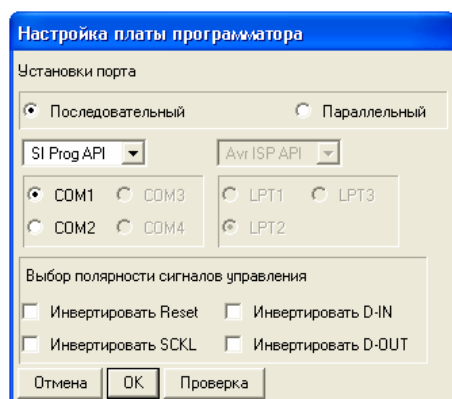 Настройка платы программатора
Установки порта
Последовательный Параллельный
SI Prog API Avr ISP API
COM1 COM3 LPT1 LPT3
COM2 COM4 LPT2
Выбор полярности сигналов управления
Инвертировать Reset Инвертировать D-IN
Инвертировать SCKL Инвертировать D-OUT
Отмена OK Проверка